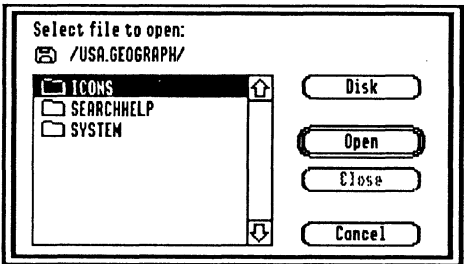 Select file to open:
/USA.GEOGRAPH/
ICONS
SEARCHHELP
SYSTEM
Disk
Open
Close
Cancel